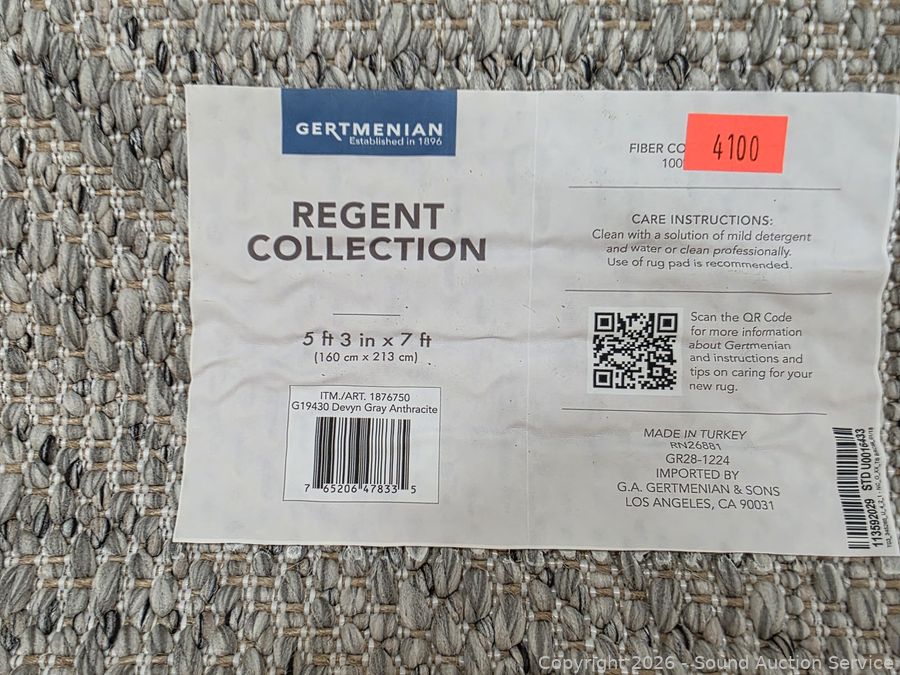 GERTMENIAN
Established in 1896
REGENT
COLLECTION
5 ft 3 in x 7 ft
(160 cm x 213 cm)
ITM./ART. 1876750
G19430 Devyn Gray Anthracite
7 65206 47833 5
FIBER CO
100
4100
CARE INSTRUCTIONS:
Clean with a solution of mild detergent
and water or clean professionally.
Use of rug pad is recommended.
Scan the QR Code
for more information
about Gertmenian
and instructions and
tips on caring for your
new rug.
MADE IN TURKEY
RN26881
GR28-1224
IMPORTED BY
G.A. GERTMENIAN & SONS
LOS ANGELES, CA 90031
113592029 STD U0016433
Copyright 2026 - Sound Auction Service